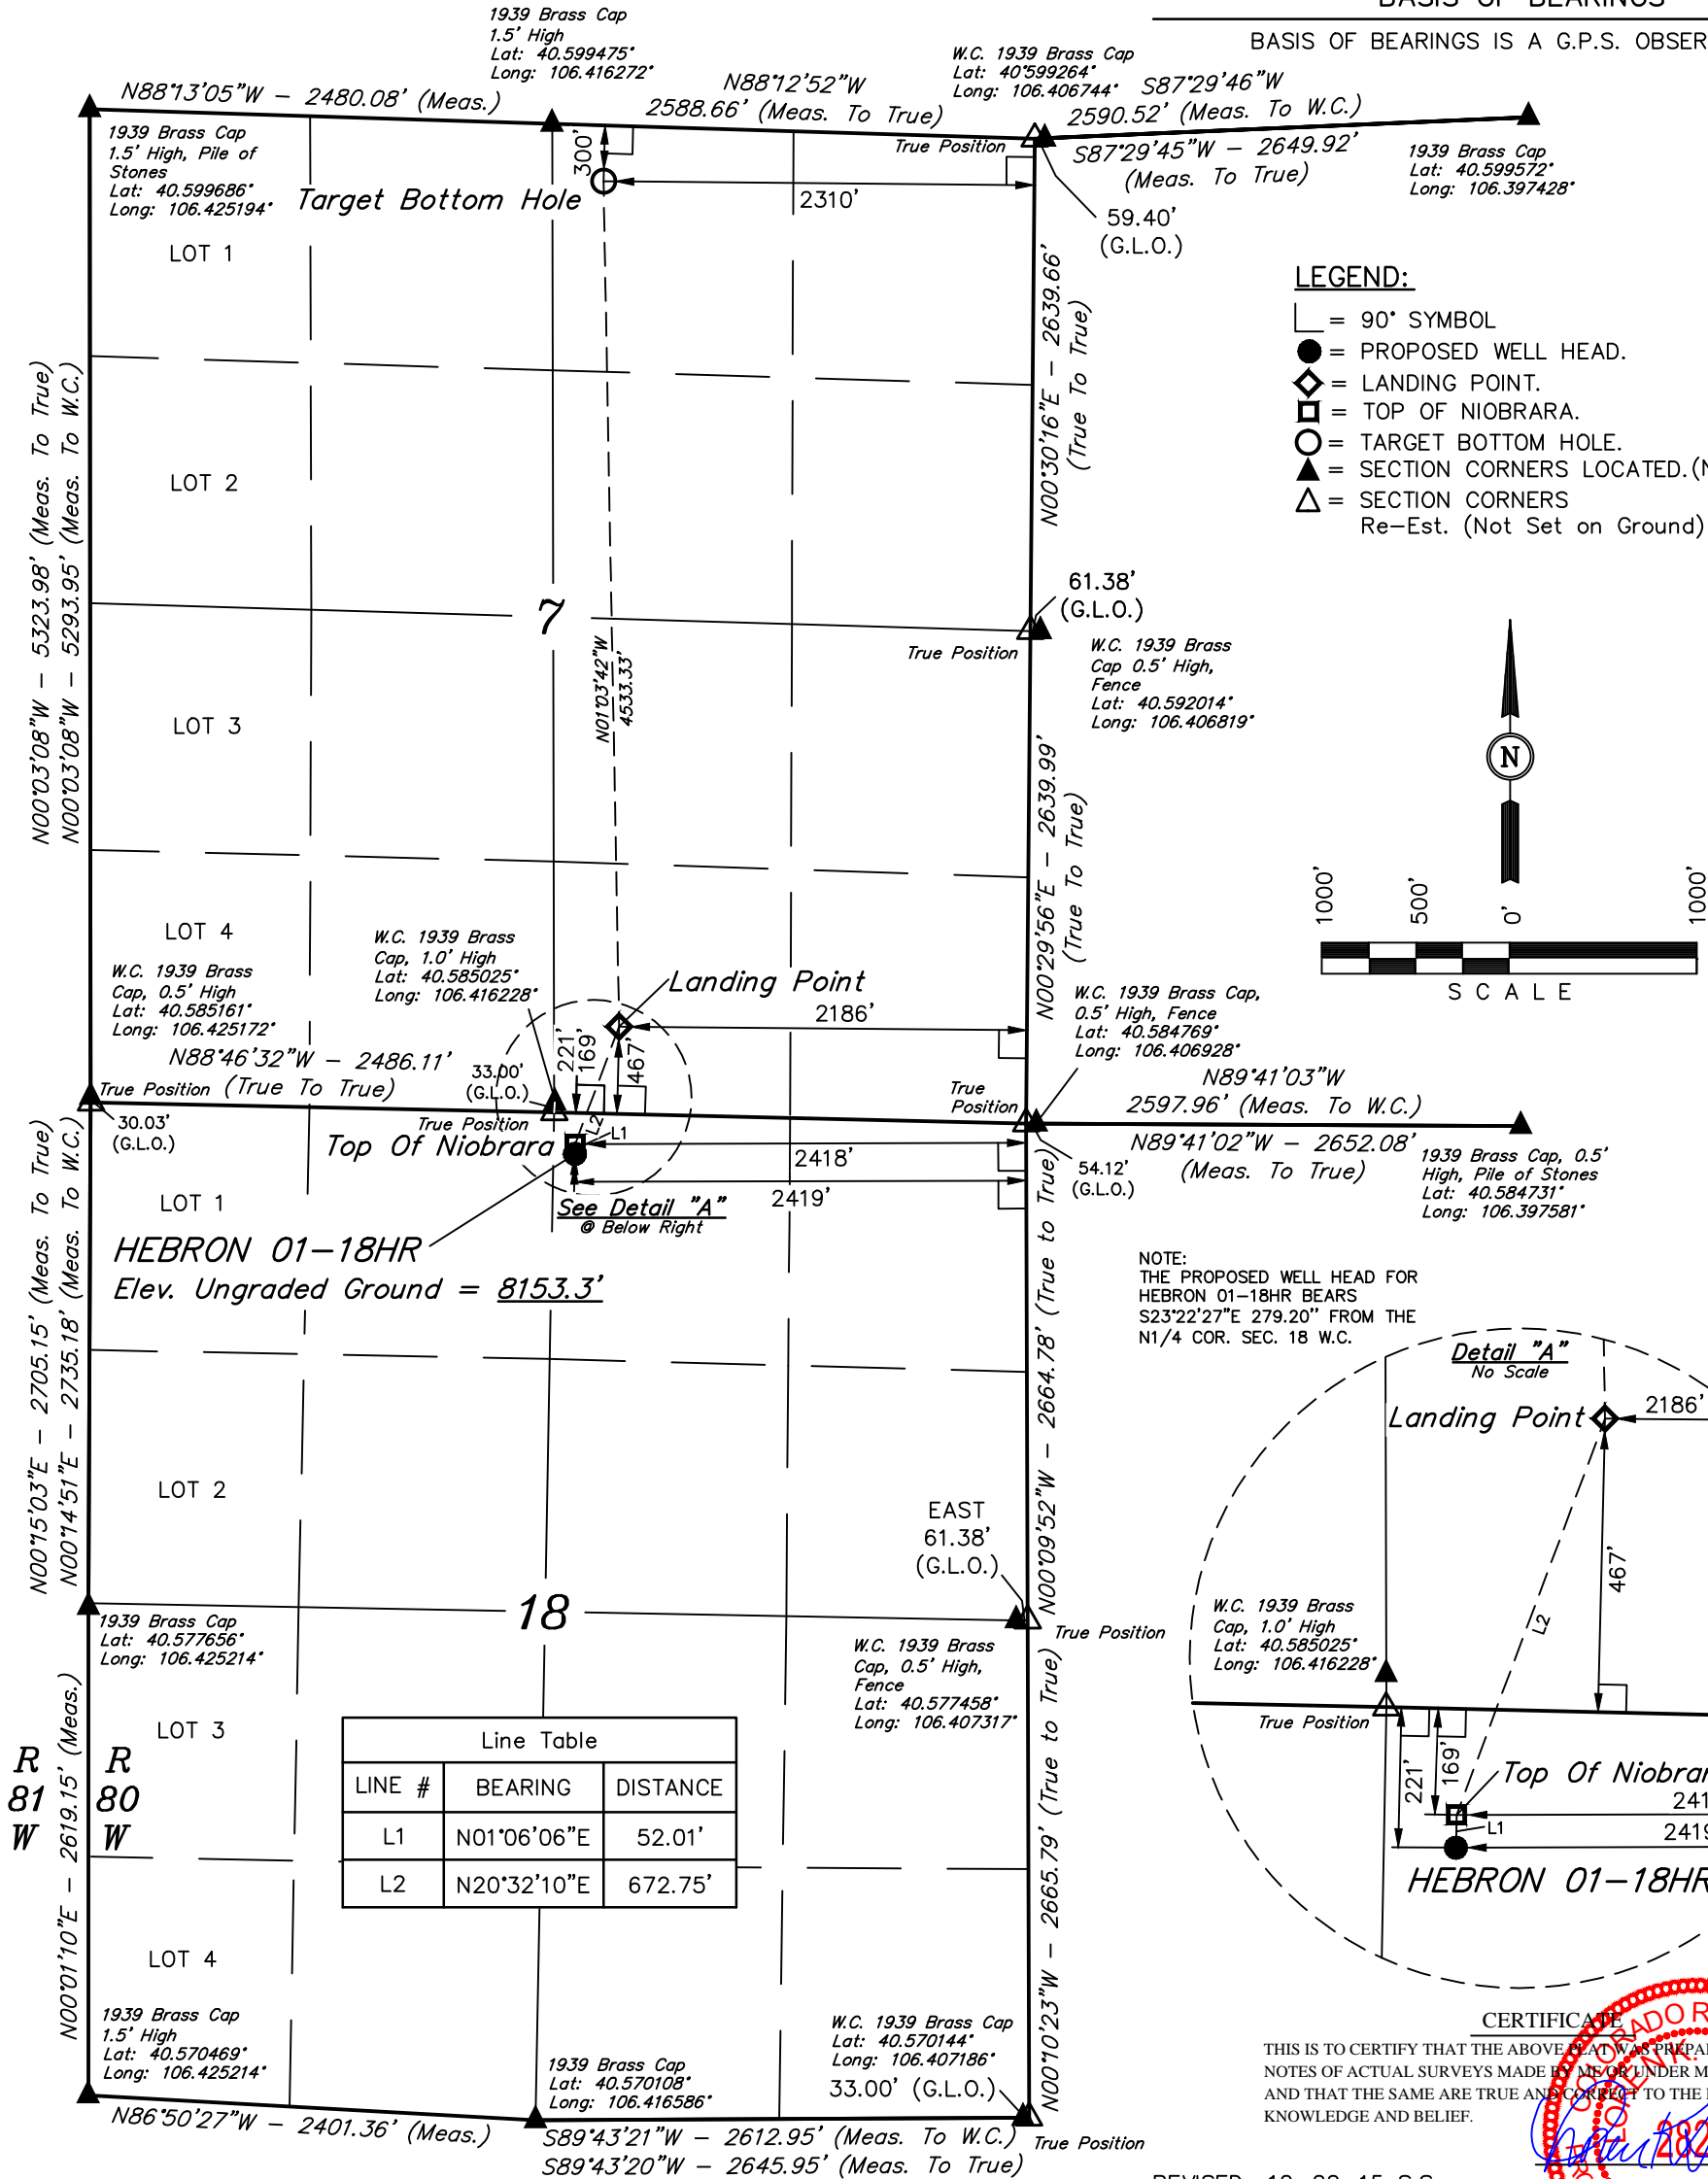 BASIS OF BEARINGS
BASIS OF BEARINGS IS A G.P.S. OBSER
1939 Brass Cap
1.5' High
Lat: 40.599475°
Long: 106.416272°
W.C. 1939 Brass Cap
Lat: 40°599264°
Long: 106.406744°
N88°13'05"W - 2480.08' (Meas.)
N88°12'52"W
2588.66' (Meas. To True)
S87°29'46"W
2590.52' (Meas. To W.C.)
S87°29'45"W - 2649.92'
(Meas. To True)
1939 Brass Cap
1.5' High, Pile of
Stones
Lat: 40.599686°
Long: 106.425194°
True Position
1939 Brass Cap
Lat: 40.599572°
Long: 106.397428°
300'
Target Bottom Hole
2310'
59.40'
(G.L.O.)
LOT 1
LEGEND:
= 90° SYMBOL
= PROPOSED WELL HEAD.
= LANDING POINT.
= TOP OF NIOBRARA.
= TARGET BOTTOM HOLE.
= SECTION CORNERS LOCATED.(N
= SECTION CORNERS
Re-Est. (Not Set on Ground)
N00°30'16"E - 2639.66'
(True To True)
N00°03'08"W - 5323.98' (Meas. To True)
N00°03'08"W - 5293.95' (Meas. To W.C.)
LOT 2
7
61.38'
(G.L.O.)
True Position
W.C. 1939 Brass
Cap 0.5' High,
Fence
Lat: 40.592014°
Long: 106.406819°
N01°03'42"W
4533.33'
LOT 3
N
N00°29'56"E - 2639.99'
(True To True)
1000'
500'
0'
1000'
SCALE
LOT 4
W.C. 1939 Brass
Cap, 0.5' High
Lat: 40.585161°
Long: 106.425172°
W.C. 1939 Brass
Cap, 1.0' High
Lat: 40.585025°
Long: 106.416228°
Landing Point
2186'
W.C. 1939 Brass Cap,
0.5' High, Fence
Lat: 40.584769°
Long: 106.406928°
N88°46'32"W - 2486.11'
(True To True)
True Position
33.00'
(G.L.O.)
221'
169'
467'
True
Position
N89°41'03"W
2597.96' (Meas. To W.C.)
30.03'
(G.L.O.)
True Position
L2
L1
Top Of Niobrara
2418'
2419'
54.12'
(G.L.O.)
N89°41'02"W - 2652.08'
(Meas. To True)
1939 Brass Cap, 0.5'
High, Pile of Stones
Lat: 40.584731°
Long: 106.397581°
LOT 1
See Detail "A"
@ Below Right
HEBRON 01-18HR
Elev. Ungraded Ground = 8153.3'
NOTE:
THE PROPOSED WELL HEAD FOR
HEBRON 01-18HR BEARS
S23°22'27"E 279.20'' FROM THE
N1/4 COR. SEC. 18 W.C.
N00°15'03"E - 2705.15' (Meas. To True)
N00°14'51"E - 2735.18' (Meas. To W.C.)
N00°09'52"W - 2664.78' (True to True)
Detail "A"
No Scale
Landing Point
2186'
467'
L2
LOT 2
EAST
61.38'
(G.L.O.)
18
1939 Brass Cap
Lat: 40.577656°
Long: 106.425214°
True Position
W.C. 1939 Brass
Cap, 0.5' High,
Fence
Lat: 40.577458°
Long: 106.407317°
W.C. 1939 Brass
Cap, 1.0' High
Lat: 40.585025°
Long: 106.416228°
True Position
221'
169'
Top Of Niobrar
241
L1
2419
HEBRON 01-18HR
LOT 3
R
81
W
R
80
W
Line Table
LINE # BEARING DISTANCE
L1 N01°06'06"E 52.01'
L2 N20°32'10"E 672.75'
N00°01'10"E - 2619.15' (Meas.)
N00°10'23"W - 2665.79' (True to True)
LOT 4
1939 Brass Cap
1.5' High
Lat: 40.570469°
Long: 106.425214°
1939 Brass Cap
Lat: 40.570108°
Long: 106.416586°
W.C. 1939 Brass Cap
Lat: 40.570144°
Long: 106.407186°
33.00' (G.L.O.)
N86°50'27"W - 2401.36' (Meas.)
S89°43'21"W - 2612.95' (Meas. To W.C.)
S89°43'20"W - 2645.95' (Meas. To True)
True Position
CERTIFICATE
THIS IS TO CERTIFY THAT THE ABOVE PLAT WAS PREPA
NOTES OF ACTUAL SURVEYS MADE BY ME OR UNDER M
AND THAT THE SAME ARE TRUE AND CORRECT TO THE
KNOWLEDGE AND BELIEF.
COLORADO R
LOREN K.
282